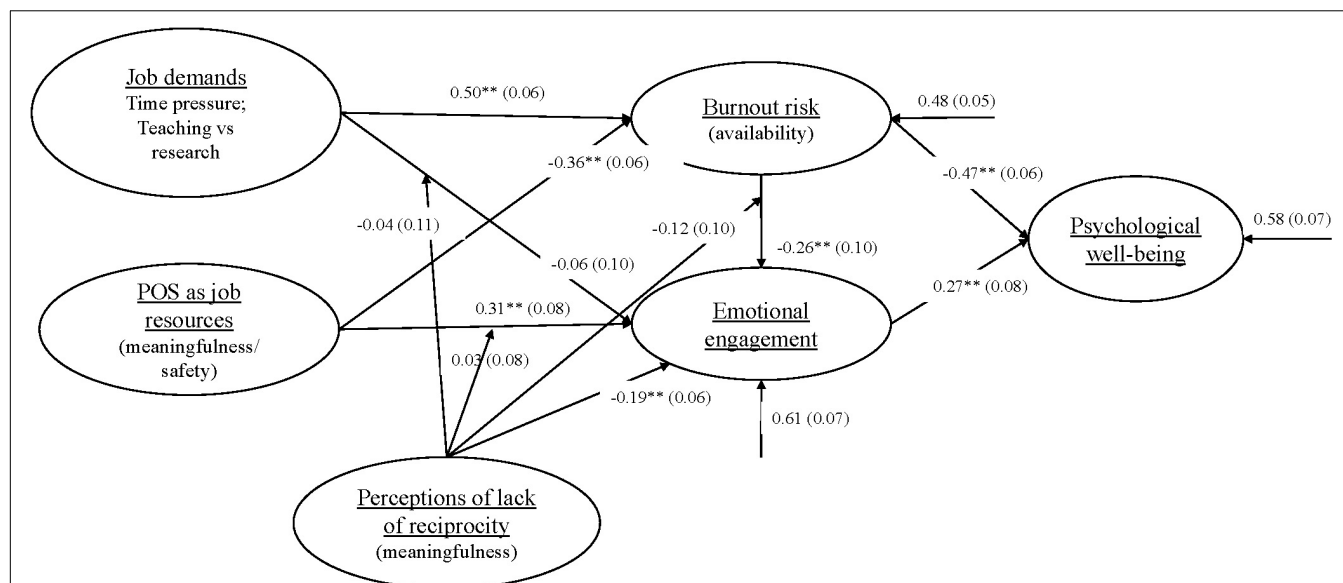 Job demands
Time pressure;
Teaching vs
research
0.50** (0.06)
Burnout risk
(availability)
0.48 (0.05)
-0.36** (0.06)
-0.47** (0.06)
-0.04 (0.11)
-0.12 (0.10)
-0.06 (0.10)
-0.26** (0.10)
Psychological
well-being
0.58 (0.07)
POS as job
resources
(meaningfulness/
safety)
0.31** (0.08)
0.03 (0.08)
Emotional
engagement
0.27** (0.08)
-0.19** (0.06)
0.61 (0.07)
Perceptions of lack
of reciprocity
(meaningfulness)